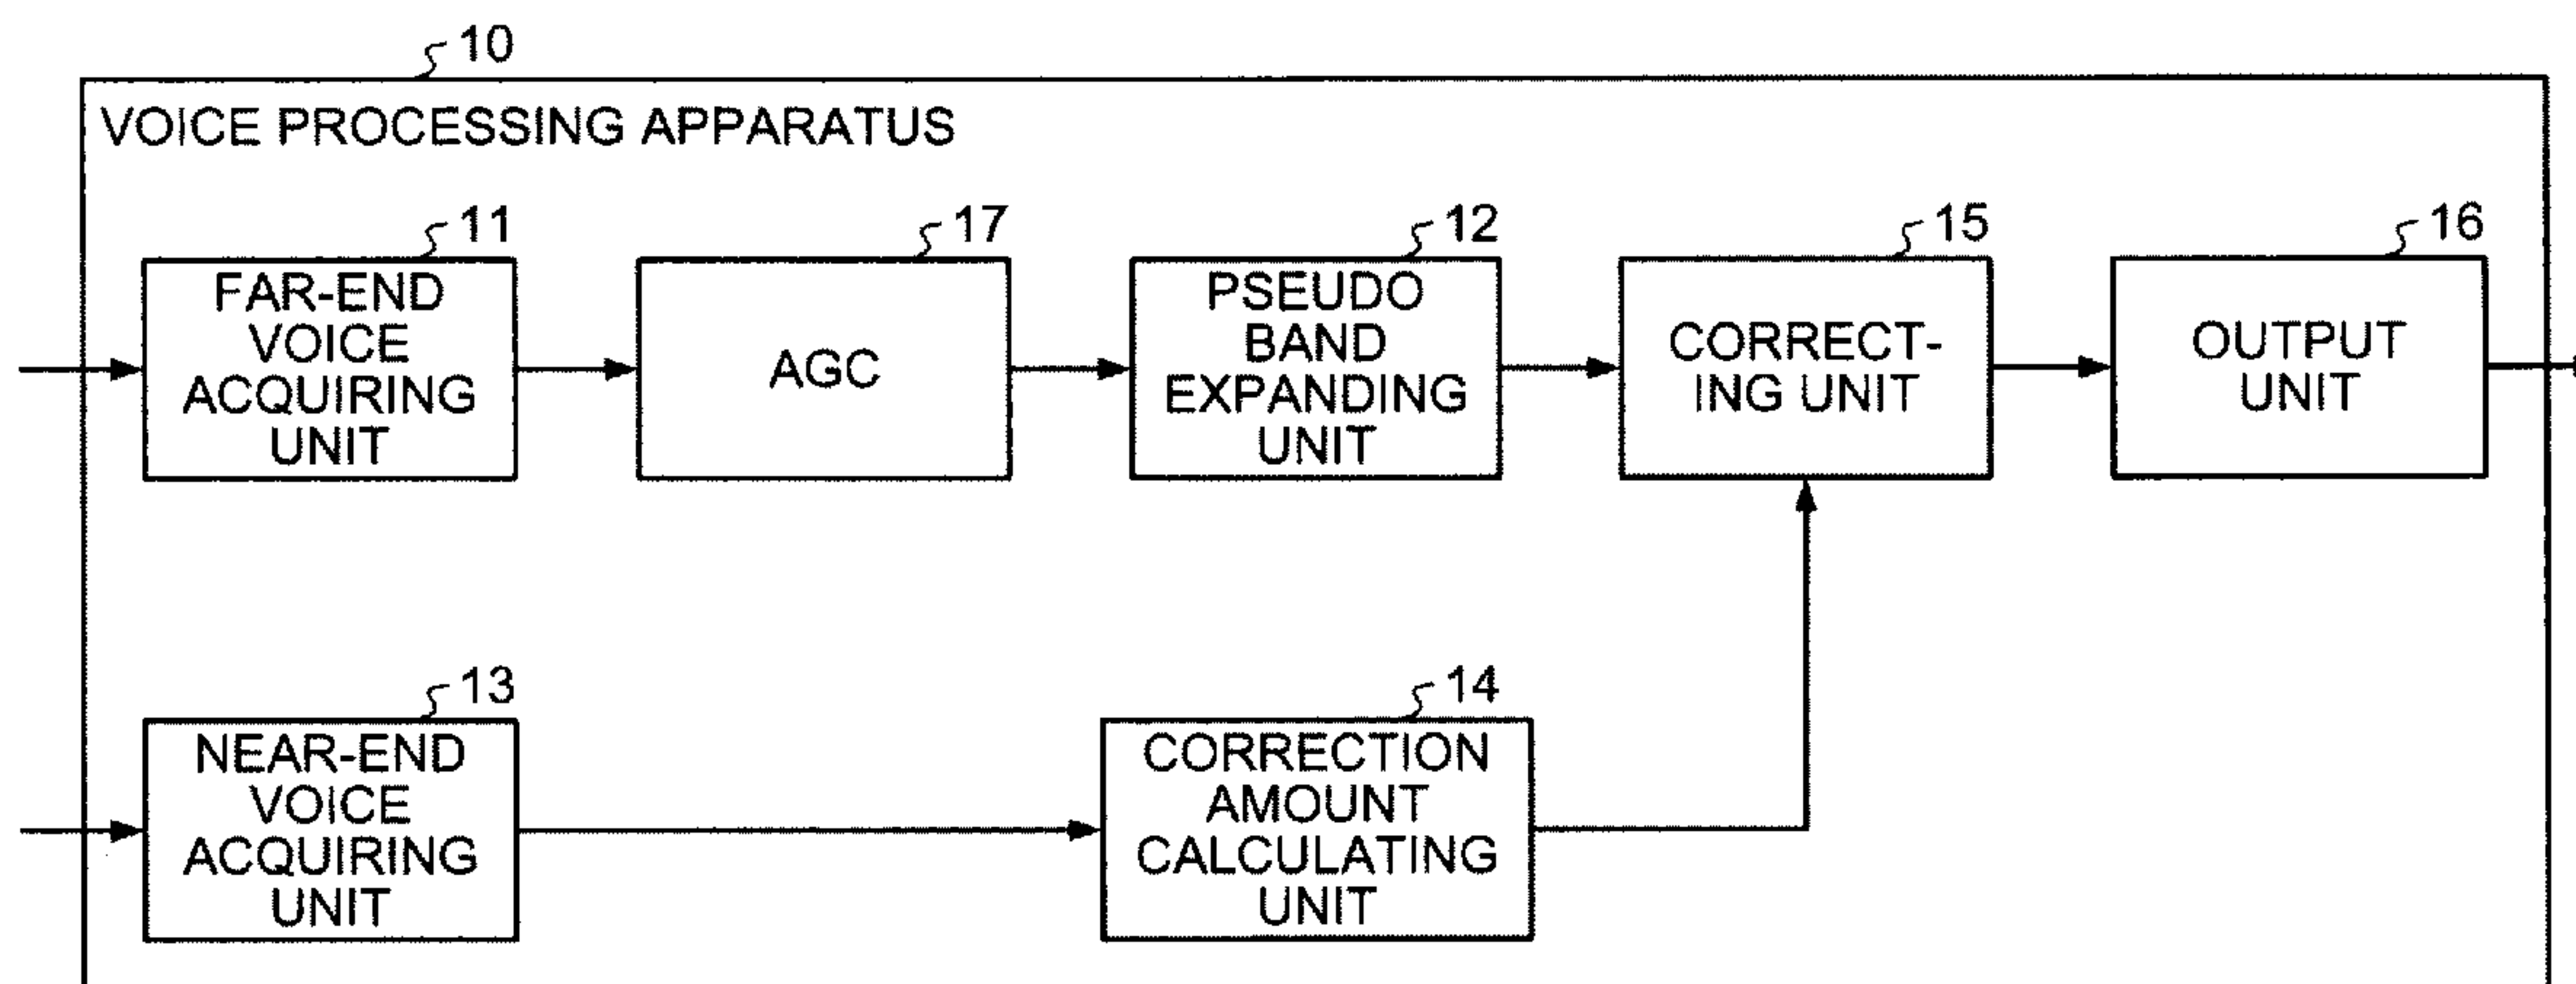 10
VOICE PROCESSING APPARATUS
11
FAR-END
VOICE
ACQUIRING
UNIT
17
AGC
12
PSEUDO
BAND
EXPANDING
UNIT
15
CORRECT-
ING UNIT
16
OUTPUT
UNIT
13
NEAR-END
VOICE
ACQUIRING
UNIT
14
CORRECTION
AMOUNT
CALCULATING
UNIT